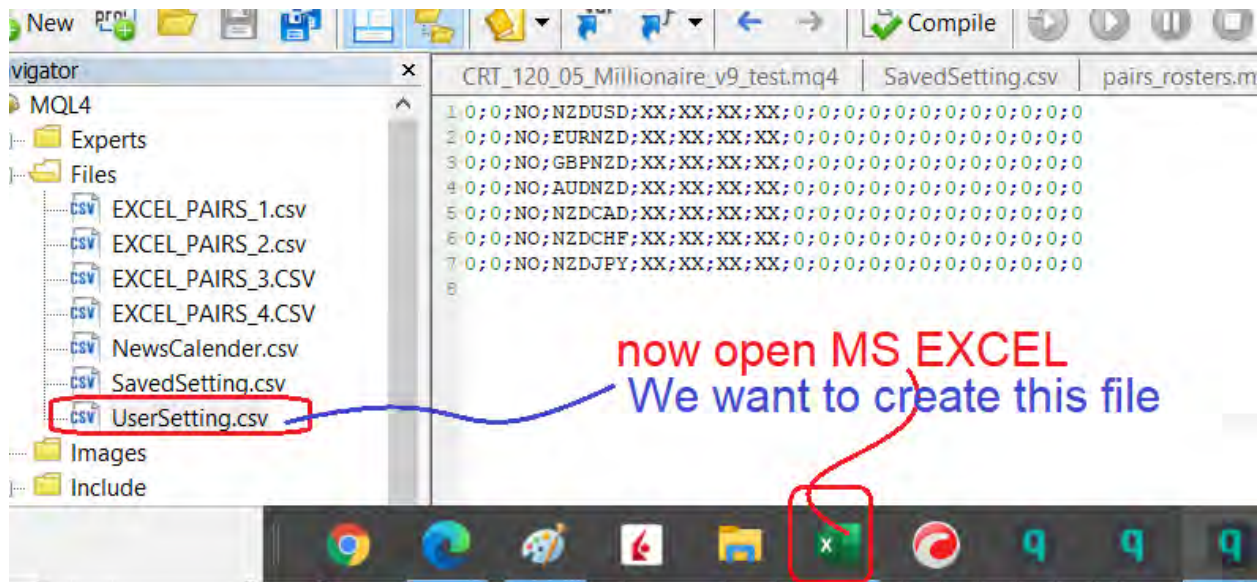 New
Compile
vigator ×
CRT_120_05_Millionaire_v9_test.mq4 SavedSetting.csv pairs_rosters.m
MQL4
Experts
Files
EXCEL_PAIRS_1.csv
EXCEL_PAIRS_2.csv
EXCEL_PAIRS_3.CSV
EXCEL_PAIRS_4.CSV
NewsCalender.csv
SavedSetting.csv
UserSetting.csv
Images
Include
1 0;0;NO;NZDUSD;XX;XX;XX;XX;0;0;0;0;0;0;0;0;0;0;0;0
2 0;0;NO;EURNZD;XX;XX;XX;XX;0;0;0;0;0;0;0;0;0;0;0;0
3 0;0;NO;GBPNZD;XX;XX;XX;XX;0;0;0;0;0;0;0;0;0;0;0;0
4 0;0;NO;AUDNZD;XX;XX;XX;XX;0;0;0;0;0;0;0;0;0;0;0;0
5 0;0;NO;NZDCAD;XX;XX;XX;XX;0;0;0;0;0;0;0;0;0;0;0;0
6 0;0;NO;NZDCHF;XX;XX;XX;XX;0;0;0;0;0;0;0;0;0;0;0;0
7 0;0;NO;NZDJPY;XX;XX;XX;XX;0;0;0;0;0;0;0;0;0;0;0;0
8
now open MS EXCEL
We want to create this file